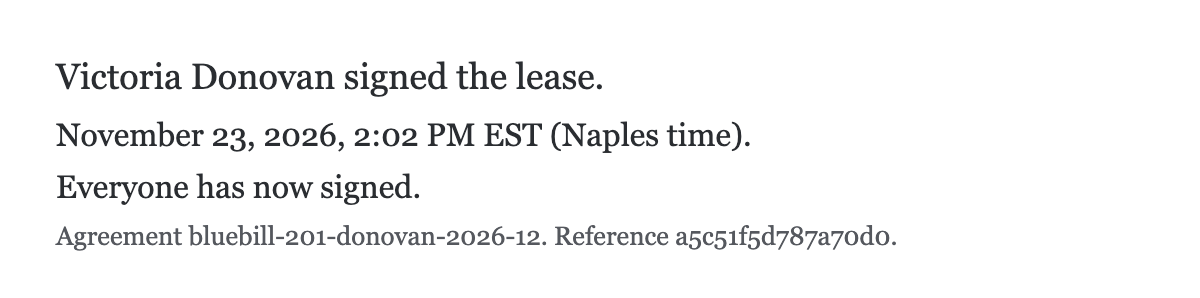 Victoria Donovan signed the lease.
November 23, 2026, 2:02 PM EST (Naples time).
Everyone has now signed.
Agreement bluebill-201-donovan-2026-12. Reference a5c51f5d787a70d0.